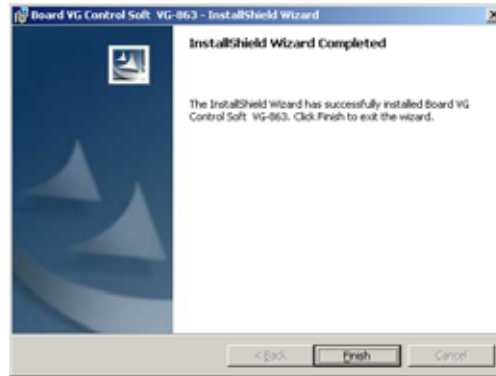 Board VG Control Soft VG-863 - InstallShield Wizard
InstallShield Wizard Completed
The InstallShield Wizard has successfully installed Board VG
Control Soft VG-863. Click Finish to exit the wizard.
< Back
Finish
Cancel